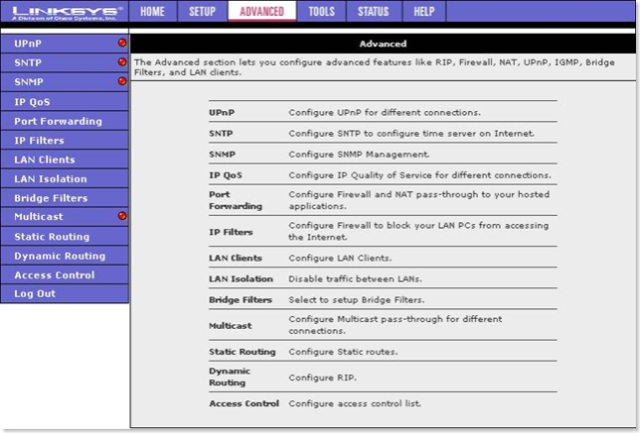 LINKSYS®
A Division of Cisco Systems, Inc.
HOME SETUP ADVANCED TOOLS STATUS HELP
UPnP
SNTP
SNMP
IP QoS
Port Forwarding
IP Filters
LAN Clients
LAN Isolation
Bridge Filters
Multicast
Static Routing
Dynamic Routing
Access Control
Log Out
Advanced
The Advanced section lets you configure advanced features like RIP, Firewall, NAT, UPnP, IGMP, Bridge
Filters, and LAN clients.
UPnP Configure UPnP for different connections.
SNTP Configure SNTP to configure time server on Internet.
SNMP Configure SNMP Management.
IP QoS Configure IP Quality of Service for different connections.
Port Forwarding Configure Firewall and NAT pass-through to your hosted
applications.
IP Filters Configure Firewall to block your LAN PCs from accessing
the Internet.
LAN Clients Configure LAN Clients.
LAN Isolation Disable traffic between LANs.
Bridge Filters Select to setup Bridge Filters.
Multicast Configure Multicast pass-through for different
connections.
Static Routing Configure Static routes.
Dynamic Routing Configure RIP.
Access Control Configure access control list.